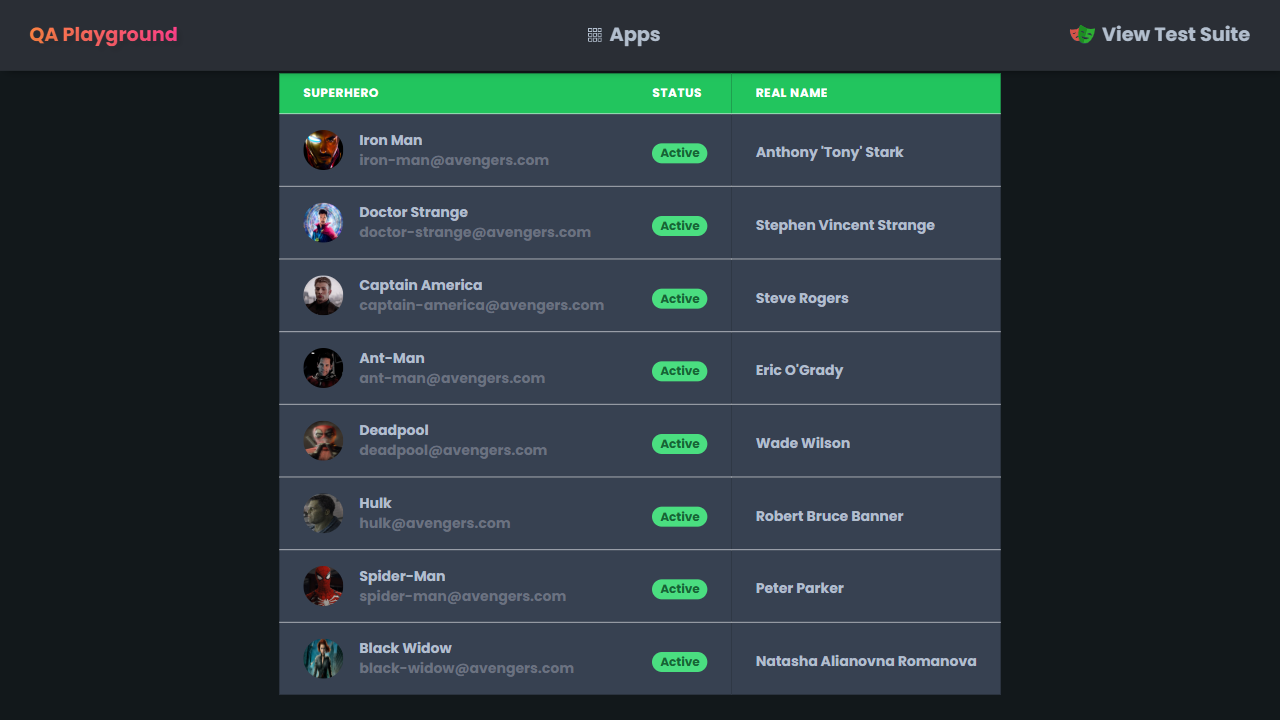 QA Playground
Apps
View Test Suite
SUPERHERO STATUS REAL NAME
Iron Man
iron-man@avengers.com
Active
Anthony 'Tony' Stark
Doctor Strange
doctor-strange@avengers.com
Active
Stephen Vincent Strange
Captain America
captain-america@avengers.com
Active
Steve Rogers
Ant-Man
ant-man@avengers.com
Active
Eric O'Grady
Deadpool
deadpool@avengers.com
Active
Wade Wilson
Hulk
hulk@avengers.com
Active
Robert Bruce Banner
Spider-Man
spider-man@avengers.com
Active
Peter Parker
Black Widow
black-widow@avengers.com
Active
Natasha Alianovna Romanova